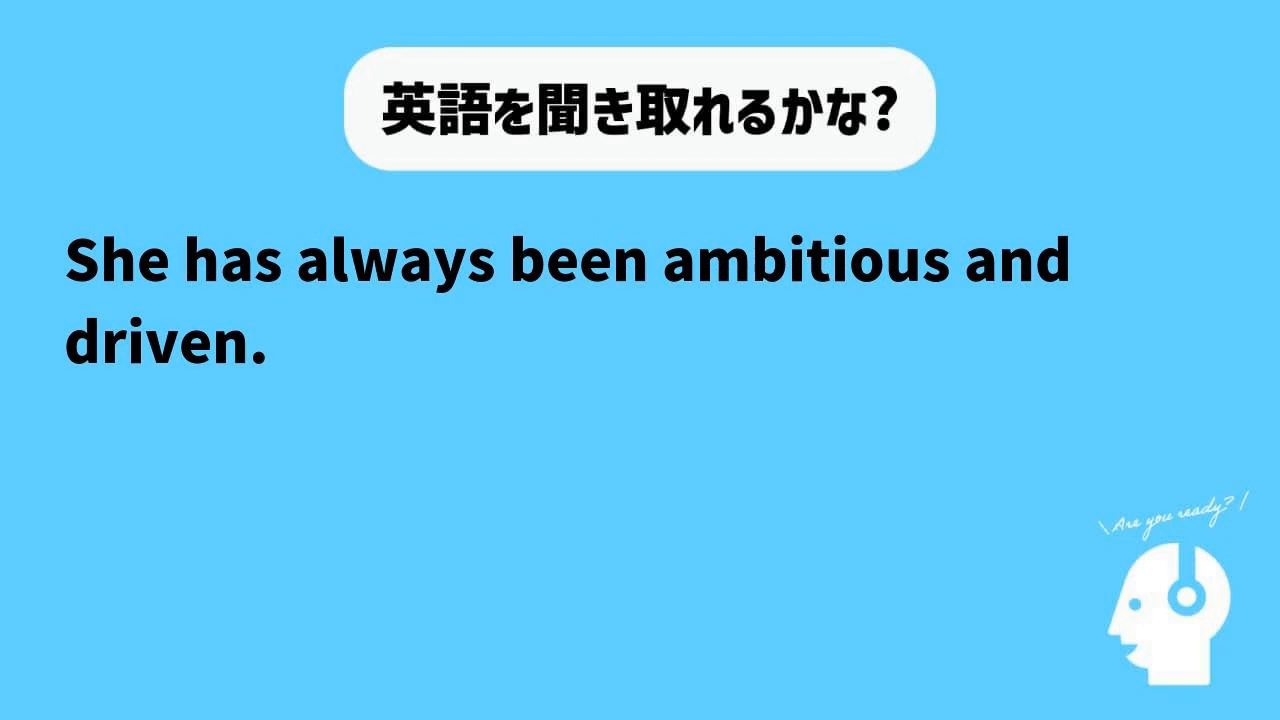 英語を聞き取れるかな?
She has always been ambitious and
driven.
\ Are you ready? /